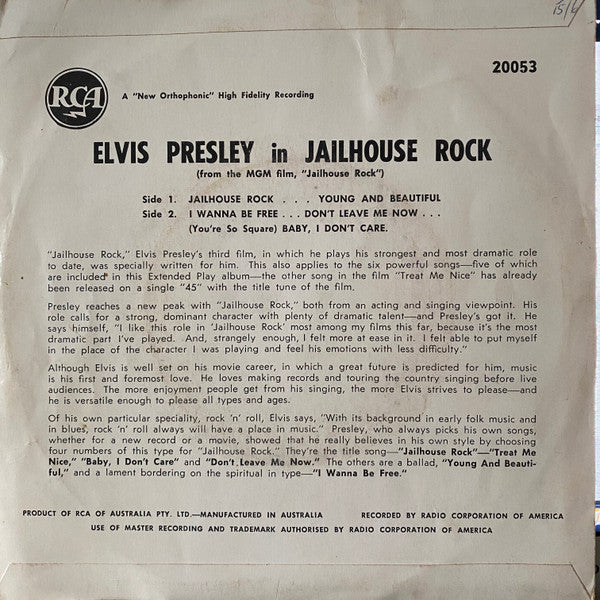 15/6
20053
RCA A "New Orthophonic" High Fidelity Recording
ELVIS PRESLEY in JAILHOUSE ROCK
(from the MGM film, "Jailhouse Rock")
Side 1. JAILHOUSE ROCK . . . YOUNG AND BEAUTIFUL
Side 2. I WANNA BE FREE . . . DON'T LEAVE ME NOW . . .
(You're So Square) BABY, I DON'T CARE.
"Jailhouse Rock," Elvis Presley's third film, in which he plays his strongest and most dramatic role
to date, was specially written for him. This also applies to the six powerful songs—five of which
are included in this Extended Play album—the other song in the film "Treat Me Nice" has already
been released on a single "45" with the title tune of the film.
Presley reaches a new peak with "Jailhouse Rock," both from an acting and singing viewpoint. His
role calls for a strong, dominant character with plenty of dramatic talent—and Presley's got it. He
says himself, "I like this role in 'Jailhouse Rock' most among my films this far, because it's the most
dramatic part I've played. And, strangely enough, I felt more at ease in it. I felt able to put myself
in the place of the character I was playing and feel his emotions with less difficulty."
Although Elvis is well set on his movie career, in which a great future is predicted for him, music
is his first and foremost love. He loves making records and touring the country singing before live
audiences. The more enjoyment people get from his singing, the more Elvis strives to please—and
he is versatile enough to please all types and ages.
Of his own particular speciality, rock 'n' roll, Elvis says, "With its background in early folk music and
in blues, rock 'n' roll always will have a place in music." Presley, who always picks his own songs,
whether for a new record or a movie, showed that he really believes in his own style by choosing
four numbers of this type for "Jailhouse Rock." They're the title song—"Jailhouse Rock"—"Treat Me
Nice," "Baby, I Don't Care" and "Don't Leave Me Now." The others are a ballad, "Young And Beauti-
ful," and a lament bordering on the spiritual in type—"I Wanna Be Free."
PRODUCT OF RCA OF AUSTRALIA PTY. LTD.—MANUFACTURED IN AUSTRALIA RECORDED BY RADIO CORPORATION OF AMERICA
USE OF MASTER RECORDING AND TRADEMARK AUTHORISED BY RADIO CORPORATION OF AMERICA